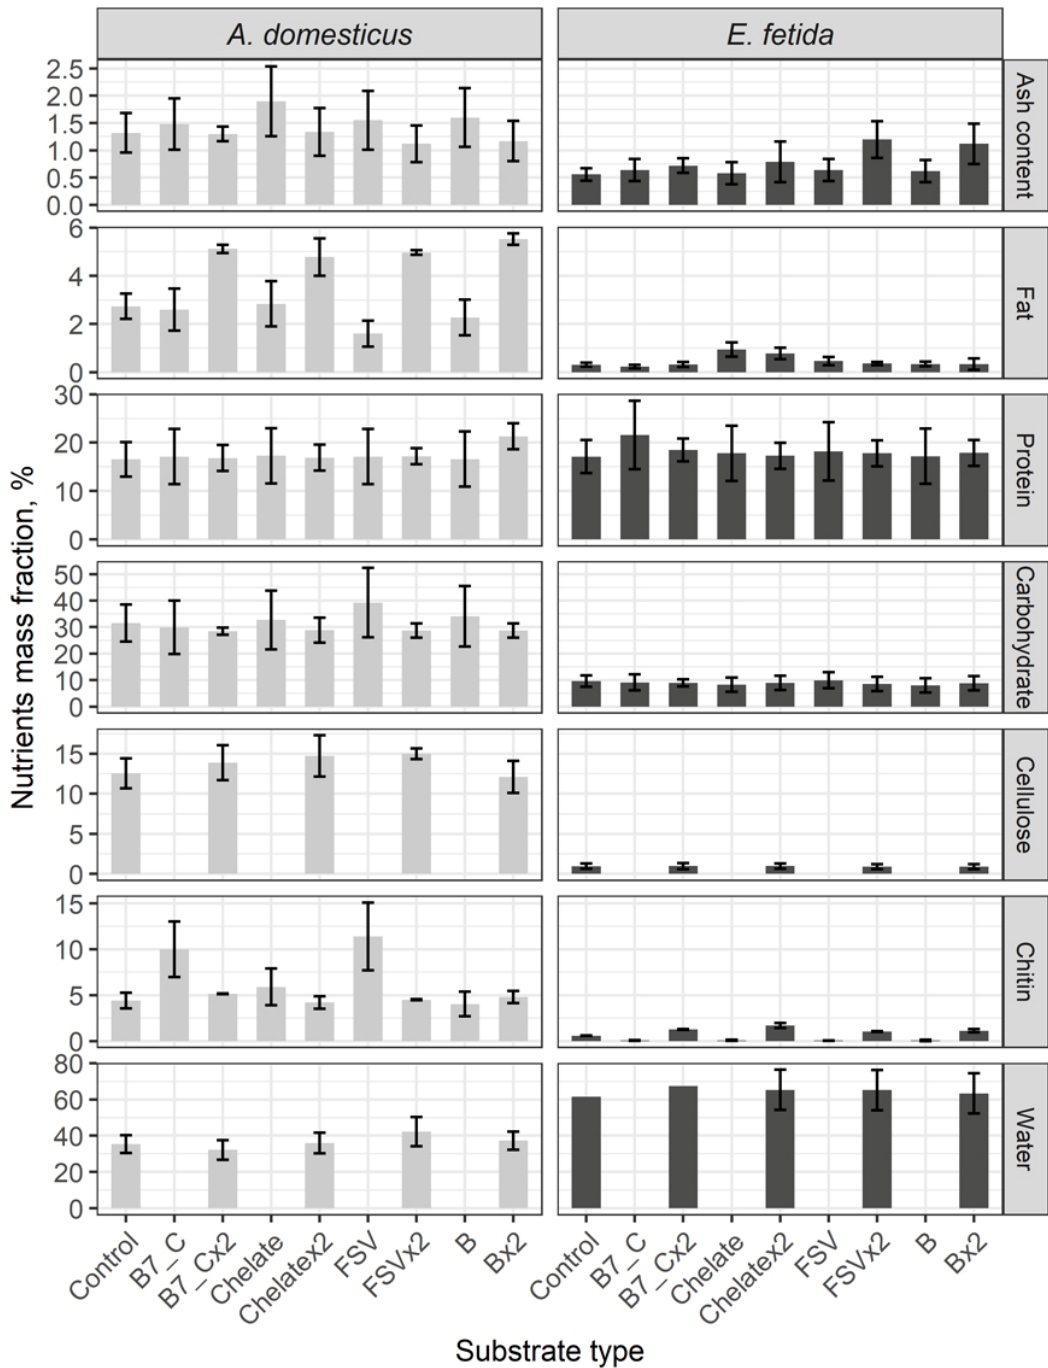 A. domesticus
E. fetida
2.5
2.0
1.5
1.0
0.5
0.0
Ash content
6
4
2
0
Fat
30
20
10
0
Protein
50
40
30
20
10
0
Carbohydrate
15
10
5
0
Cellulose
15
10
5
0
Chitin
80
60
40
20
0
Water
Nutrients mass fraction, %
Control
B7_C
B7_Cx2
Chelate
Chelatex2
FSV
FSVx2
B
Bx2
Control
B7_C
B7_Cx2
Chelate
Chelatex2
FSV
FSVx2
B
Bx2
Substrate type